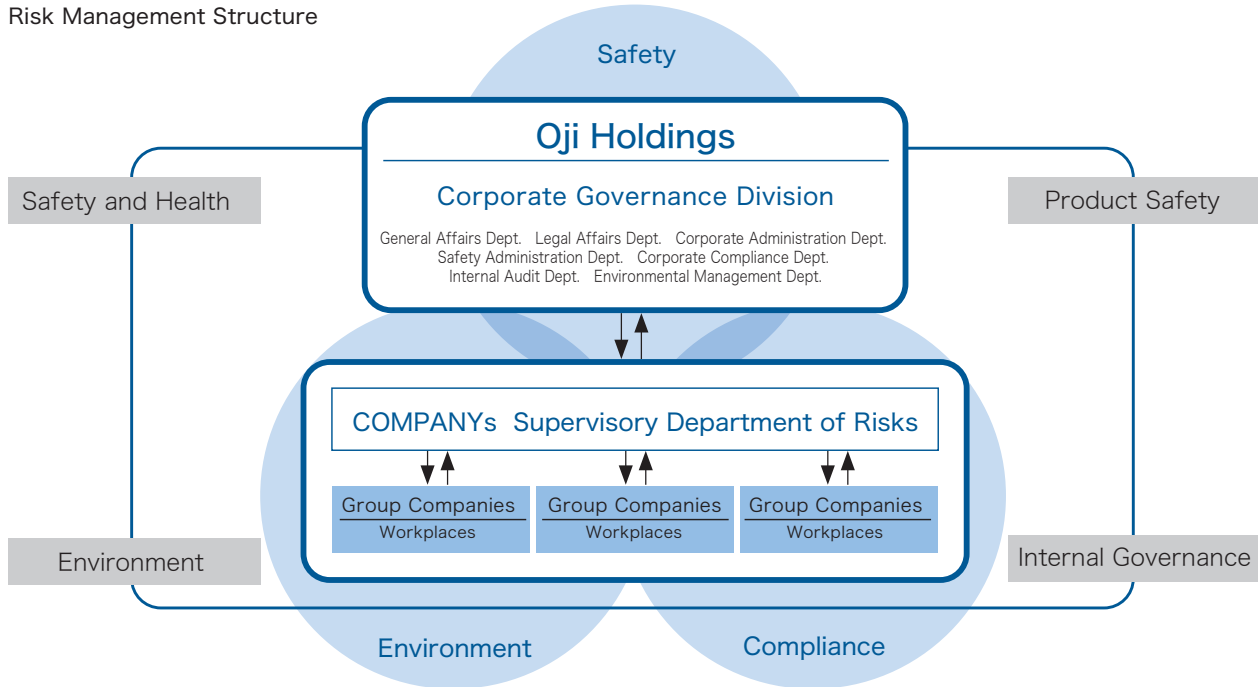 Risk Management Structure
Safety
Oji Holdings
Corporate Governance Division
General Affairs Dept. Legal Affairs Dept. Corporate Administration Dept.
Safety Administration Dept. Corporate Compliance Dept.
Internal Audit Dept. Environmental Management Dept.
Safety and Health
Product Safety
COMPANYs Supervisory Department of Risks
Group Companies
Workplaces
Group Companies
Workplaces
Group Companies
Workplaces
Environment
Internal Governance
Environment
Compliance